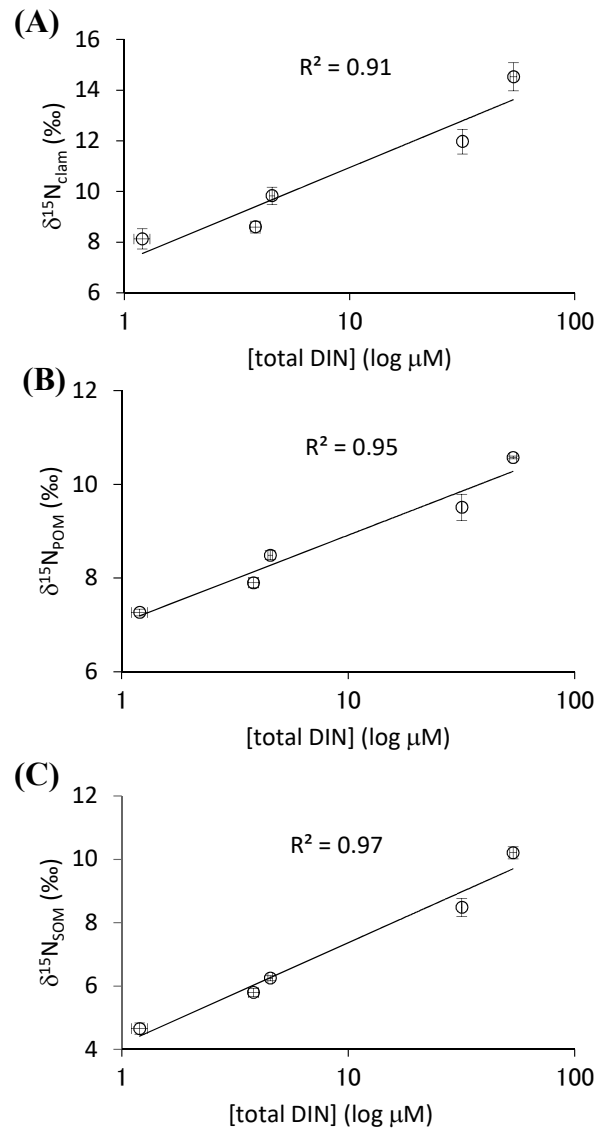 (A)
16
14
12
10
8
6
δ¹⁵N_clam (‰)
R² = 0.91
1
10
100
[total DIN] (log μM)
(B)
12
10
8
6
δ¹⁵N_POM (‰)
R² = 0.95
1
10
100
[total DIN] (log μM)
(C)
12
10
8
6
4
δ¹⁵N_SOM (‰)
R² = 0.97
1
10
100
[total DIN] (log μM)